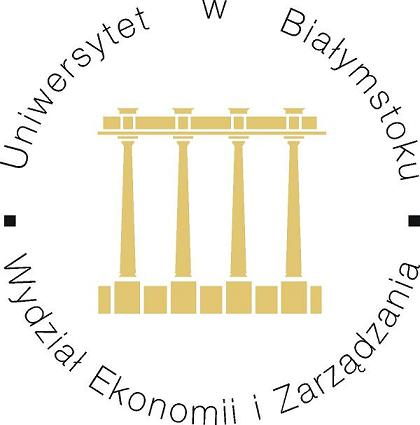 Uniwersytet w Białymstoku
Wydział Ekonomii i Zarządzania